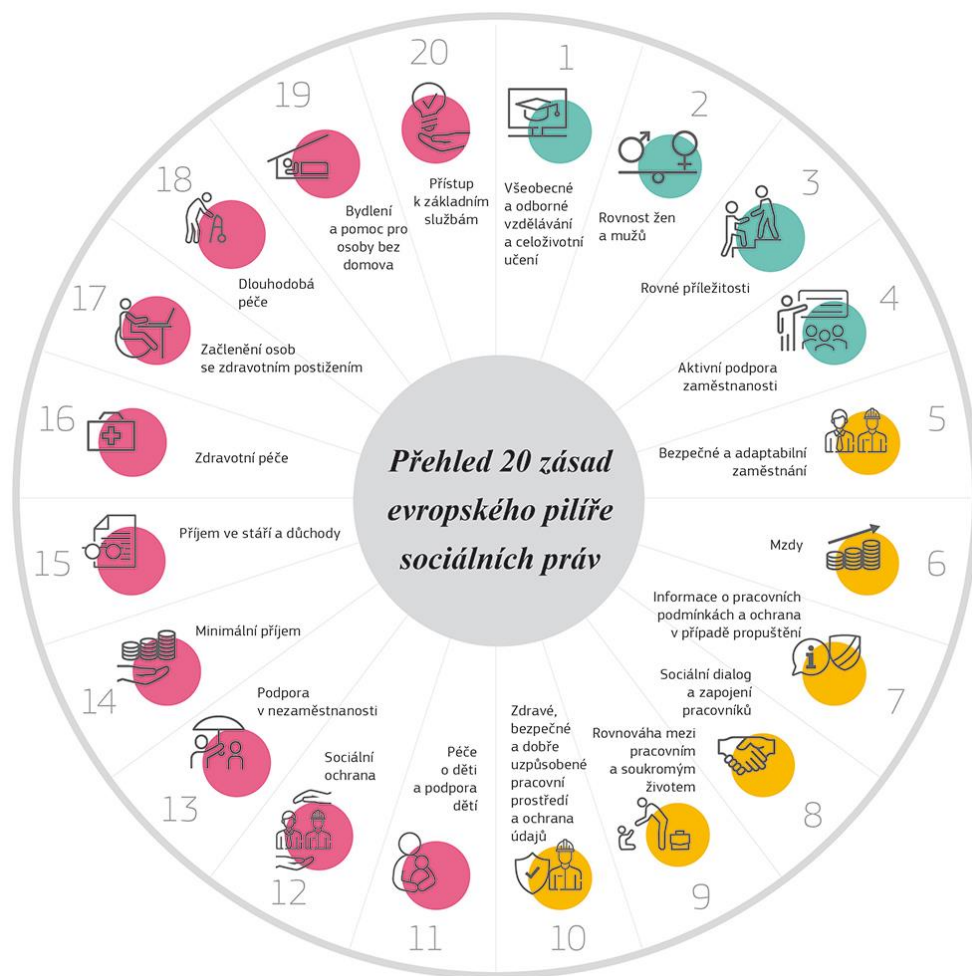 Přehled 20 zásad
evropského pilíře
sociálních práv
1
Všeobecné
a odborné
vzdělávání
a celoživotní
učení
2
Rovnost žen
a mužů
3
Rovné příležitosti
4
Aktivní podpora
zaměstnanosti
5
Bezpečné a adaptabilní
zaměstnání
6
Mzdy
7
Informace o pracovních
podmínkách a ochrana
v případě propuštění
8
Sociální dialog
a zapojení
pracovníků
9
Rovnováha mezi
pracovním
a soukromým
životem
10
Zdravé,
bezpečné
a dobře
uzpůsobené
pracovní
prostředí
a ochrana
údajů
11
Péče
o děti
a podpora
dětí
12
Sociální
ochrana
13
Podpora
v nezaměstnanosti
14
Minimální příjem
15
Příjem ve stáří a důchody
16
Zdravotní péče
17
Začlenění osob
se zdravotním postižením
18
Dlouhodobá
péče
19
Bydlení
a pomoc pro
osoby bez
domova
20
Přístup
k základním
službám